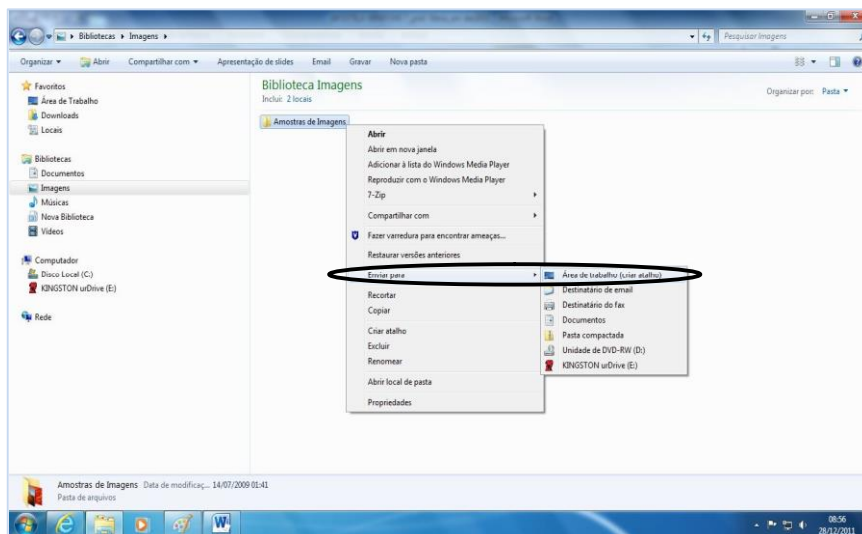 Bibliotecas ▸ Imagens ▸
Pesquisar Imagens
Organizar Abrir Compartilhar com Apresentação de slides Email Gravar Nova pasta
Favoritos
Área de Trabalho
Downloads
Locais
Bibliotecas
Documentos
Imagens
Músicas
Nova Biblioteca
Vídeos
Computador
Disco Local (C:)
KINGSTON urDrive (E:)
Rede
Biblioteca Imagens
Inclui: 2 locais
Organizar por: Pasta
Amostras de Imagens
Abrir
Abrir em nova janela
Adicionar à lista do Windows Media Player
Reproduzir com o Windows Media Player
7-Zip
Compartilhar com
Fazer varredura para encontrar ameaças...
Restaurar versões anteriores
Enviar para
Recortar
Copiar
Criar atalho
Excluir
Renomear
Abrir local de pasta
Propriedades
Área de trabalho (criar atalho)
Destinatário de email
Destinatário do fax
Documentos
Pasta compactada
Unidade de DVD-RW (D:)
KINGSTON urDrive (E:)
Amostras de Imagens Data de modificaç... 14/07/2009 01:41
Pasta de arquivos
08:56
28/12/2011